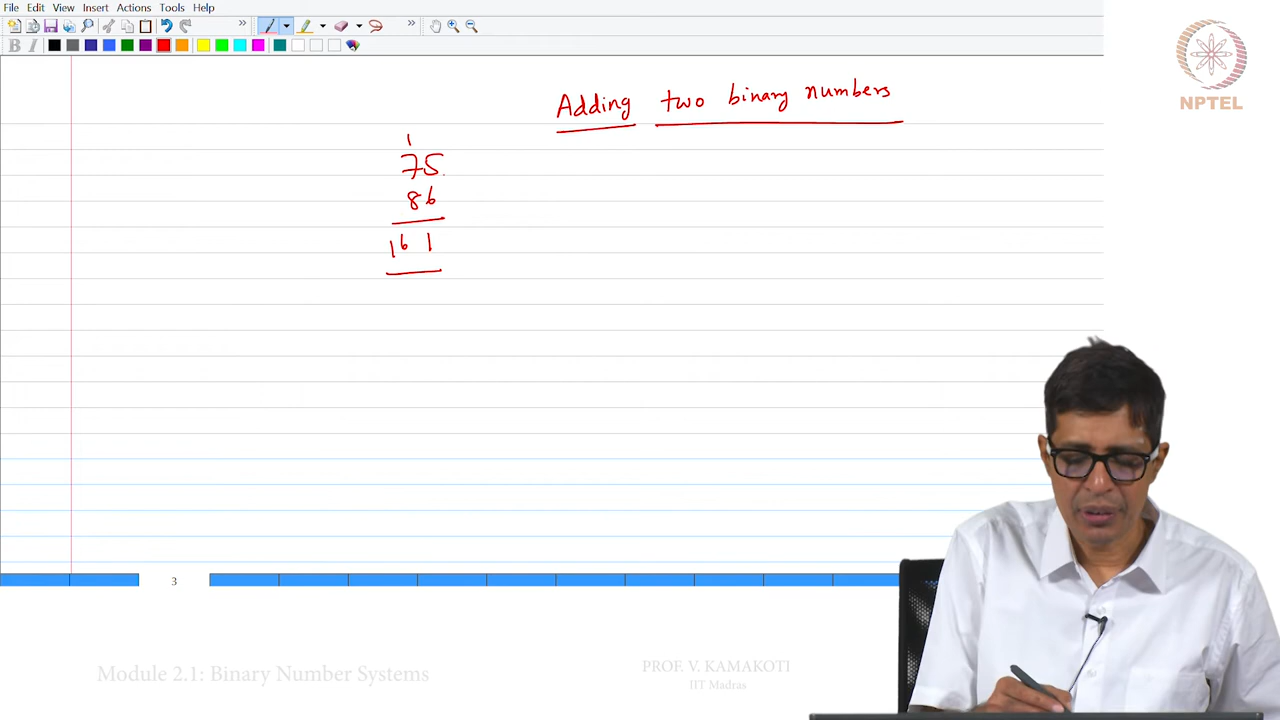 File Edit View Insert Actions Tools Help
» »
B I
NPTEL
Adding two binary numbers
1
75
86
161
3
Module 2.1: Binary Number Systems
PROF. V. KAMAKOTI
IIT Madras